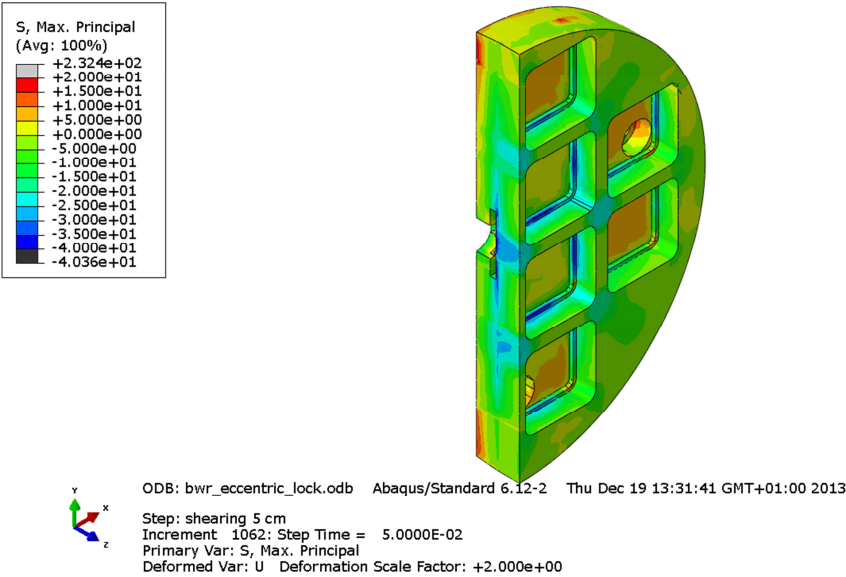 S, Max. Principal
(Avg: 100%)
+2.324e+02
+2.000e+01
+1.500e+01
+1.000e+01
+5.000e+00
+0.000e+00
-5.000e+00
-1.000e+01
-1.500e+01
-2.000e+01
-2.500e+01
-3.000e+01
-3.500e+01
-4.000e+01
-4.036e+01
Y
X
Z
ODB: bwr_eccentric_lock.odb Abaqus/Standard 6.12-2 Thu Dec 19 13:31:41 GMT+01:00 2013
Step: shearing 5 cm
Increment 1062: Step Time = 5.0000E-02
Primary Var: S, Max. Principal
Deformed Var: U Deformation Scale Factor: +2.000e+00